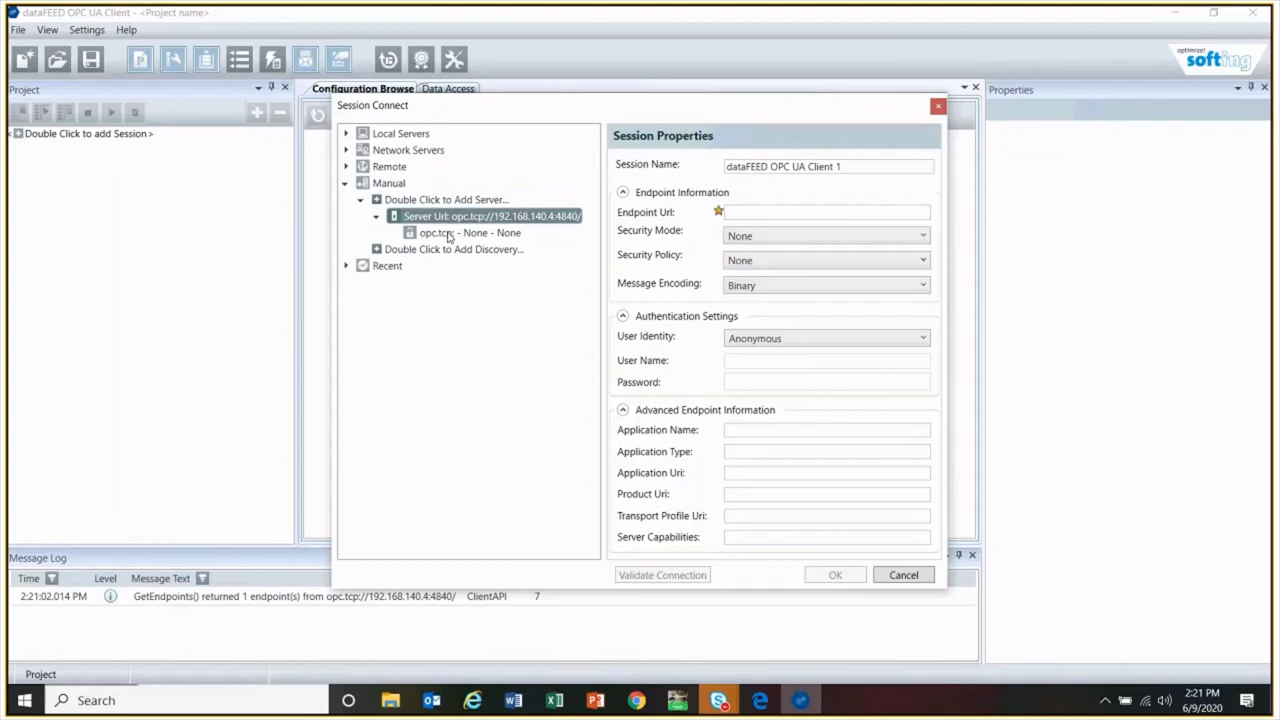 dataFEED OPC UA Client - <Project name>
File View Settings Help
optimize!
softing
Project
Configuration Browse Data Access
Properties
Session Connect
< Double Click to add Session >
Local Servers
Network Servers
Remote
Manual
Double Click to Add Server...
Server Url: opc.tcp://192.168.140.4:4840/
opc.tcp - None - None
Double Click to Add Discovery...
Recent
Session Properties
Session Name: dataFEED OPC UA Client 1
Endpoint Information
Endpoint Url:
Security Mode: None
Security Policy: None
Message Encoding: Binary
Authentication Settings
User Identity: Anonymous
User Name:
Password:
Advanced Endpoint Information
Application Name:
Application Type:
Application Uri:
Product Uri:
Transport Profile Uri:
Server Capabilities:
Validate Connection OK Cancel
Message Log
Time Level Message Text
2:21:02.014 PM GetEndpoints() returned 1 endpoint(s) from opc.tcp://192.168.140.4:4840/ ClientAPI 7
Project
Search
2:21 PM
6/9/2020